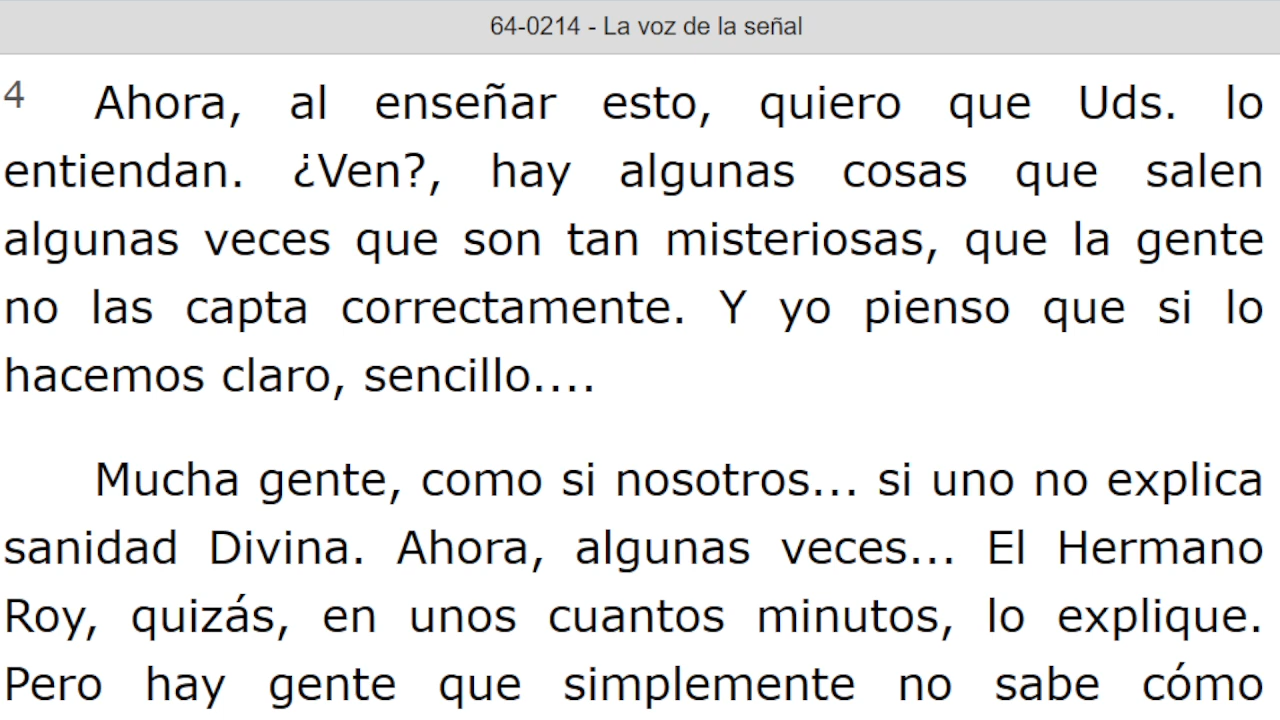 64-0214 - La voz de la señal
4 Ahora, al enseñar esto, quiero que Uds. lo
entiendan. ¿Ven?, hay algunas cosas que salen
algunas veces que son tan misteriosas, que la gente
no las capta correctamente. Y yo pienso que si lo
hacemos claro, sencillo....
Mucha gente, como si nosotros... si uno no explica
sanidad Divina. Ahora, algunas veces... El Hermano
Roy, quizás, en unos cuantos minutos, lo explique.
Pero hay gente que simplemente no sabe cómo